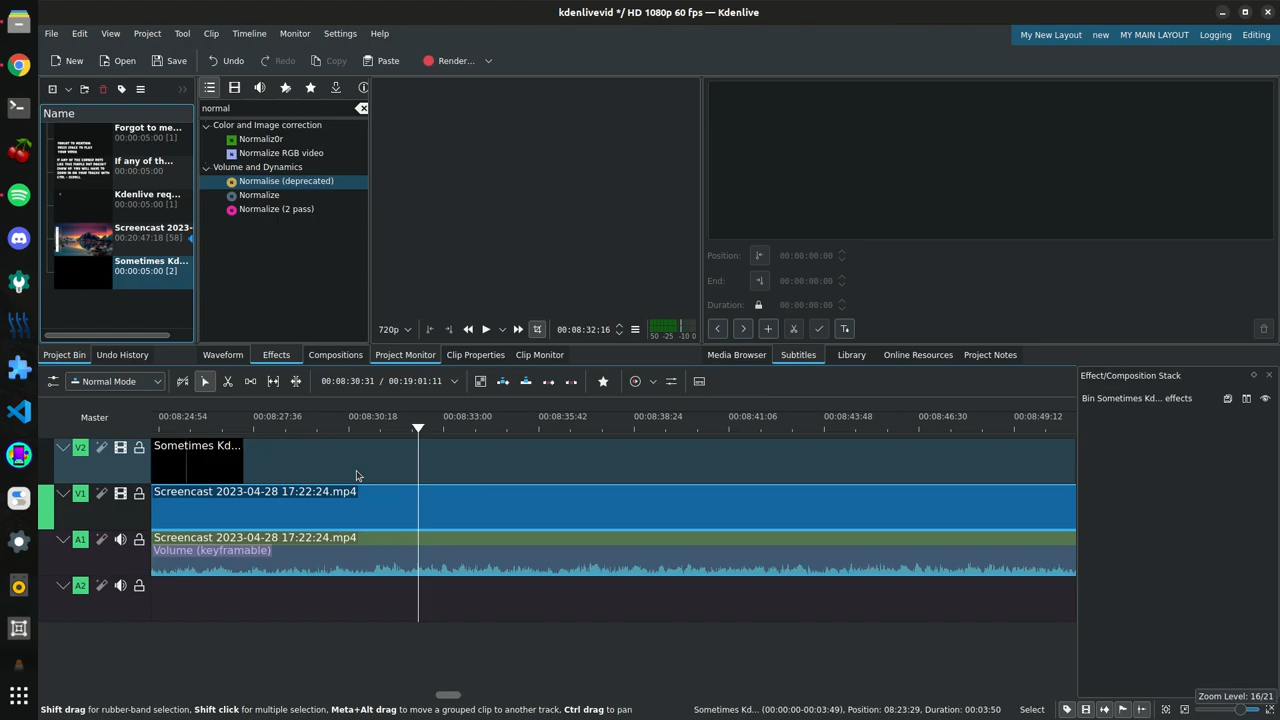 kdenlivevid */ HD 1080p 60 fps — Kdenlive
File Edit View Project Tool Clip Timeline Monitor Settings Help
My New Layout new MY MAIN LAYOUT Logging Editing
New Open Save Undo Redo Copy Paste Render...
Name
Forgot to me...
00:00:05:00 [1]
If any of th...
00:00:05:00
Kdenlive req...
00:00:05:00 [1]
Screencast 2023-
00:20:47:18 [58]
Sometimes Kd...
00:00:05:00 [2]
normal
Color and Image correction
Normaliz0r
Normalize RGB video
Volume and Dynamics
Normalise (deprecated)
Normalize
Normalize (2 pass)
720p 00:08:32:16 50 -25 -10 0
Position: 00:00:00:00
End: 00:00:00:00
Duration: 00:00:00:00
Project Bin Undo History Waveform Effects Compositions Project Monitor Clip Properties Clip Monitor Media Browser Subtitles Library Online Resources Project Notes
Normal Mode 00:08:30:31 / 00:19:01:11
Effect/Composition Stack
Bin Sometimes Kd... effects
Master 00:08:24:54 00:08:27:36 00:08:30:18 00:08:33:00 00:08:35:42 00:08:38:24 00:08:41:06 00:08:43:48 00:08:46:30 00:08:49:12
V2 Sometimes Kd...
V1 Screencast 2023-04-28 17:22:24.mp4
A1 Screencast 2023-04-28 17:22:24.mp4
Volume (keyframable)
A2
Zoom Level: 16/21
Shift drag for rubber-band selection, Shift click for multiple selection, Meta+Alt drag to move a grouped clip to another track, Ctrl drag to pan
Sometimes Kd... (00:00:00-00:03:49), Position: 08:23:29, Duration: 00:03:50 Select